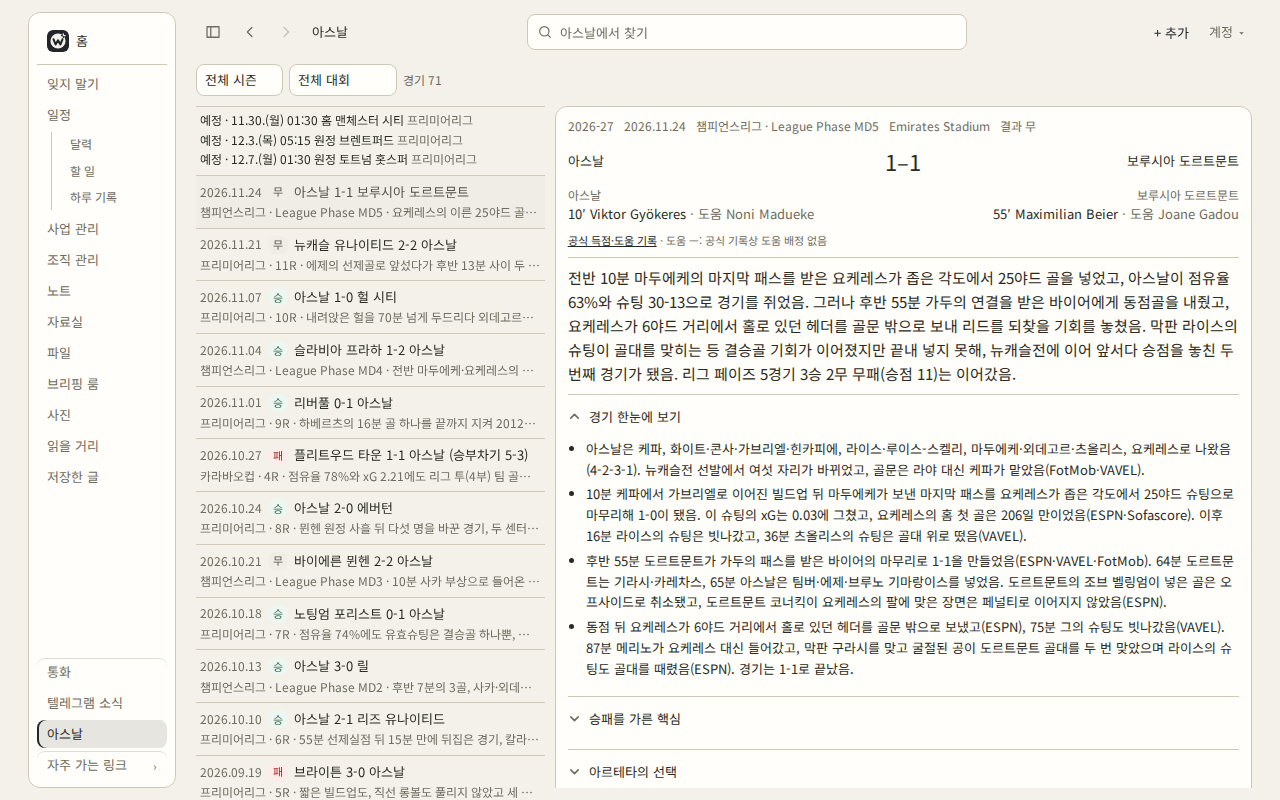 홈
잊지 말기
일정
달력
할 일
하루 기록
사업 관리
조직 관리
노트
자료실
파일
브리핑 룸
사진
읽을 거리
저장한 글
통화
텔레그램 소식
아스날
자주 가는 링크 ›
아스날
아스날에서 찾기
+ 추가 계정
전체 시즌 전체 대회 경기 71
예정 · 11.30.(월) 01:30 홈 맨체스터 시티 프리미어리그
예정 · 12.3.(목) 05:15 원정 브렌트퍼드 프리미어리그
예정 · 12.7.(월) 01:30 원정 토트넘 홋스퍼 프리미어리그
2026.11.24 무 아스날 1-1 보루시아 도르트문트
챔피언스리그 · League Phase MD5 · 요케레스의 이른 25야드 골…
2026.11.21 무 뉴캐슬 유나이티드 2-2 아스날
프리미어리그 · 11R · 에제의 선제골로 앞섰다가 후반 13분 사이 두 …
2026.11.07 승 아스날 1-0 헐 시티
프리미어리그 · 10R · 내려앉은 헐을 70분 넘게 두드리다 외데고르…
2026.11.04 승 슬라비아 프라하 1-2 아스날
챔피언스리그 · League Phase MD4 · 전반 마두에케·요케레스의 …
2026.11.01 승 리버풀 0-1 아스날
프리미어리그 · 9R · 하베르츠의 16분 골 하나를 끝까지 지켜 2012…
2026.10.27 패 플리트우드 타운 1-1 아스날 (승부차기 5-3)
카라바오컵 · 4R · 점유율 78%와 xG 2.21에도 리그 투(4부) 팀 골…
2026.10.24 승 아스날 2-0 에버턴
프리미어리그 · 8R · 뮌헨 원정 사흘 뒤 다섯 명을 바꾼 경기, 두 센터…
2026.10.21 무 바이에른 뮌헨 2-2 아스날
챔피언스리그 · League Phase MD3 · 10분 사카 부상으로 들어온 …
2026.10.18 승 노팅엄 포리스트 0-1 아스날
프리미어리그 · 7R · 점유율 74%에도 유효슈팅은 결승골 하나뿐, …
2026.10.13 승 아스날 3-0 릴
챔피언스리그 · League Phase MD2 · 후반 7분의 3골, 사카·외데…
2026.10.10 승 아스날 2-1 리즈 유나이티드
프리미어리그 · 6R · 55분 선제실점 뒤 15분 만에 뒤집은 경기, 칼라…
2026.09.19 패 브라이튼 3-0 아스날
프리미어리그 · 5R · 짧은 빌드업도, 직선 롱볼도 풀리지 않았고 세 …
2026-27 2026.11.24 챔피언스리그 · League Phase MD5 Emirates Stadium 결과 무
아스날 1–1 보루시아 도르트문트
아스날 보루시아 도르트문트
10′ Viktor Gyökeres · 도움 Noni Madueke 55′ Maximilian Beier · 도움 Joane Gadou
공식 득점·도움 기록 · 도움 —: 공식 기록상 도움 배정 없음
전반 10분 마두에케의 마지막 패스를 받은 요케레스가 좁은 각도에서 25야드 골을 넣었고, 아스날이 점유율
63%와 슈팅 30-13으로 경기를 쥐었음. 그러나 후반 55분 가두의 연결을 받은 바이어에게 동점골을 내줬고,
요케레스가 6야드 거리에서 홀로 있던 헤더를 골문 밖으로 보내 리드를 되찾을 기회를 놓쳤음. 막판 라이스의
슈팅이 골대를 맞히는 등 결승골 기회가 이어졌지만 끝내 넣지 못해, 뉴캐슬전에 이어 앞서다 승점을 놓친 두
번째 경기가 됐음. 리그 페이즈 5경기 3승 2무 무패(승점 11)는 이어갔음.
경기 한눈에 보기
• 아스날은 케파, 화이트·콘사·가브리엘·힌카피에, 라이스·루이스-스켈리, 마두에케·외데고르·츠올리스, 요케레스로 나왔음
(4-2-3-1). 뉴캐슬전 선발에서 여섯 자리가 바뀌었고, 골문은 라야 대신 케파가 맡았음(FotMob·VAVEL).
• 10분 케파에서 가브리엘로 이어진 빌드업 뒤 마두에케가 보낸 마지막 패스를 요케레스가 좁은 각도에서 25야드 슈팅으로
마무리해 1-0이 됐음. 이 슈팅의 xG는 0.03에 그쳤고, 요케레스의 홈 첫 골은 206일 만이었음(ESPN·Sofascore). 이후
16분 라이스의 슈팅은 빗나갔고, 36분 츠올리스의 슈팅은 골대 위로 떴음(VAVEL).
• 후반 55분 도르트문트가 가두의 패스를 받은 바이어의 마무리로 1-1을 만들었음(ESPN·VAVEL·FotMob). 64분 도르트문
트는 기라시·카레차스, 65분 아스날은 팀버·에제·브루노 기마랑이스를 넣었음. 도르트문트의 조브 벨링엄이 넣은 골은 오
프사이드로 취소됐고, 도르트문트 코너킥이 요케레스의 팔에 맞은 장면은 페널티로 이어지지 않았음(ESPN).
• 동점 뒤 요케레스가 6야드 거리에서 홀로 있던 헤더를 골문 밖으로 보냈고(ESPN), 75분 그의 슈팅도 빗나갔음(VAVEL).
87분 메리노가 요케레스 대신 들어갔고, 막판 구라시를 맞고 굴절된 공이 도르트문트 골대를 두 번 맞았으며 라이스의 슈
팅도 골대를 때렸음(ESPN). 경기는 1-1로 끝났음.
승패를 가른 핵심
아르테타의 선택